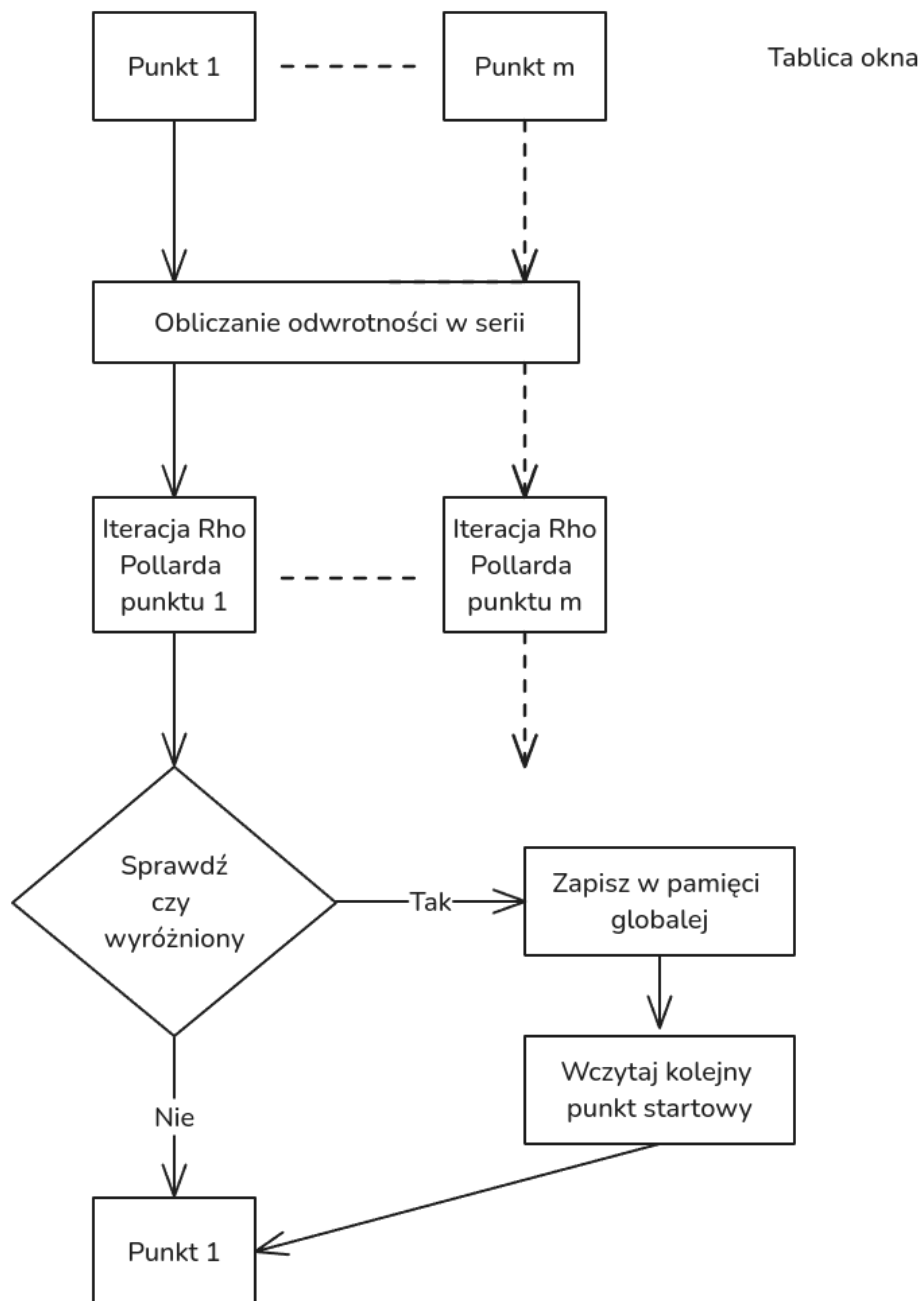 Punkt 1
Punkt m
Tablica okna
Obliczanie odwrotności w serii
Iteracja Rho
Pollarda
punktu 1
Iteracja Rho
Pollarda
punktu m
Sprawdź
czy
wyróżniony
Tak
Zapisz w pamięci
globalej
Wczytaj kolejny
punkt startowy
Nie
Punkt 1